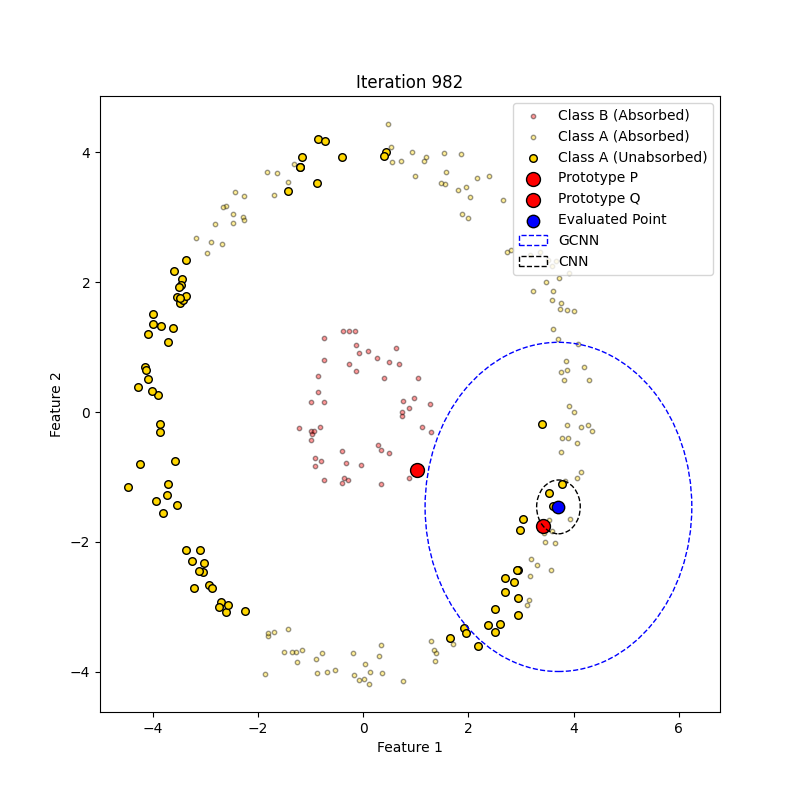 Iteration 982
Class B (Absorbed)
Class A (Absorbed)
Class A (Unabsorbed)
Prototype P
Prototype Q
Evaluated Point
GCNN
CNN
Feature 2
4
2
0
−2
−4
−4
−2
0
2
4
6
Feature 1